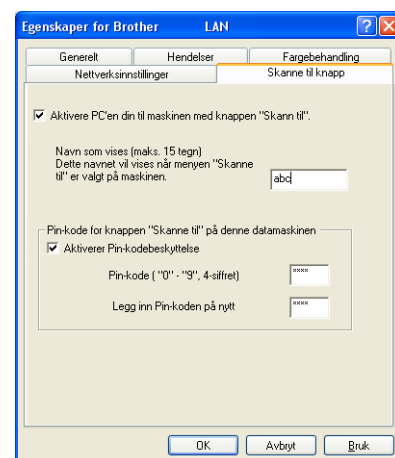 Egenskaper for Brother LAN
Generelt Hendelser Fargebehandling
Nettverksinnstillinger Skanne til knapp
Aktivere PC'en din til maskinen med knappen "Skann til".
Navn som vises (maks. 15 tegn)
Dette navnet vil vises når menyen "Skanne
til" er valgt på maskinen.
abc
Pin-kode for knappen "Skanne til" på denne datamaskinen
Aktiverer Pin-kodebeskyttelse
Pin-kode ( "0" - "9", 4-siffret) ****
Legg inn Pin-koden på nytt ****
OK Avbryt Bruk